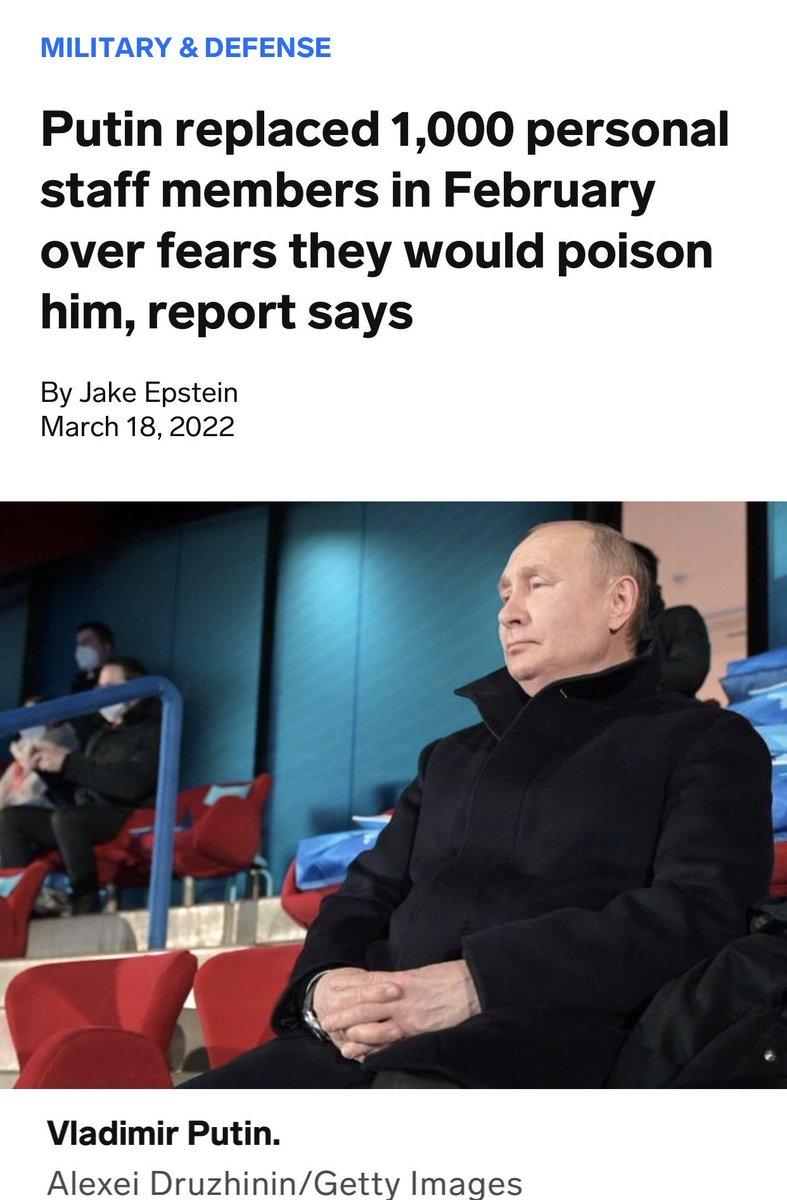 MILITARY & DEFENSE
Putin replaced 1,000 personal
staff members in February
over fears they would poison
him, report says
By Jake Epstein
March 18, 2022
Vladimir Putin.
Alexei Druzhinin/Getty Images